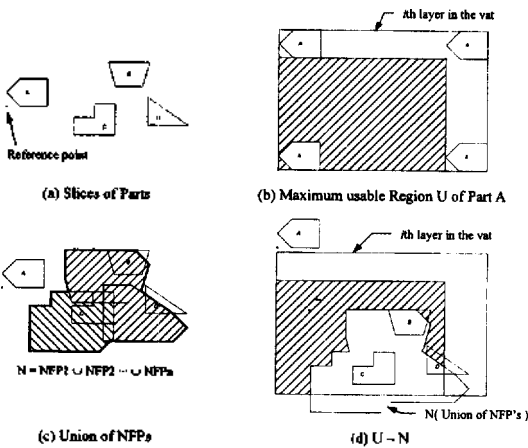 ith layer in the vat
A
A
A
B
A
C
D
Reference point
A
A
(a) Slices of Parts
(b) Maximum usable Region U of Part A
A
ith layer in the vat
A
B
B
D
C
C
D
N = NFP1 ∪ NFP2 ··· ∪ NFPn
N( Union of NFP's )
(c) Union of NFPs
(d) U – N